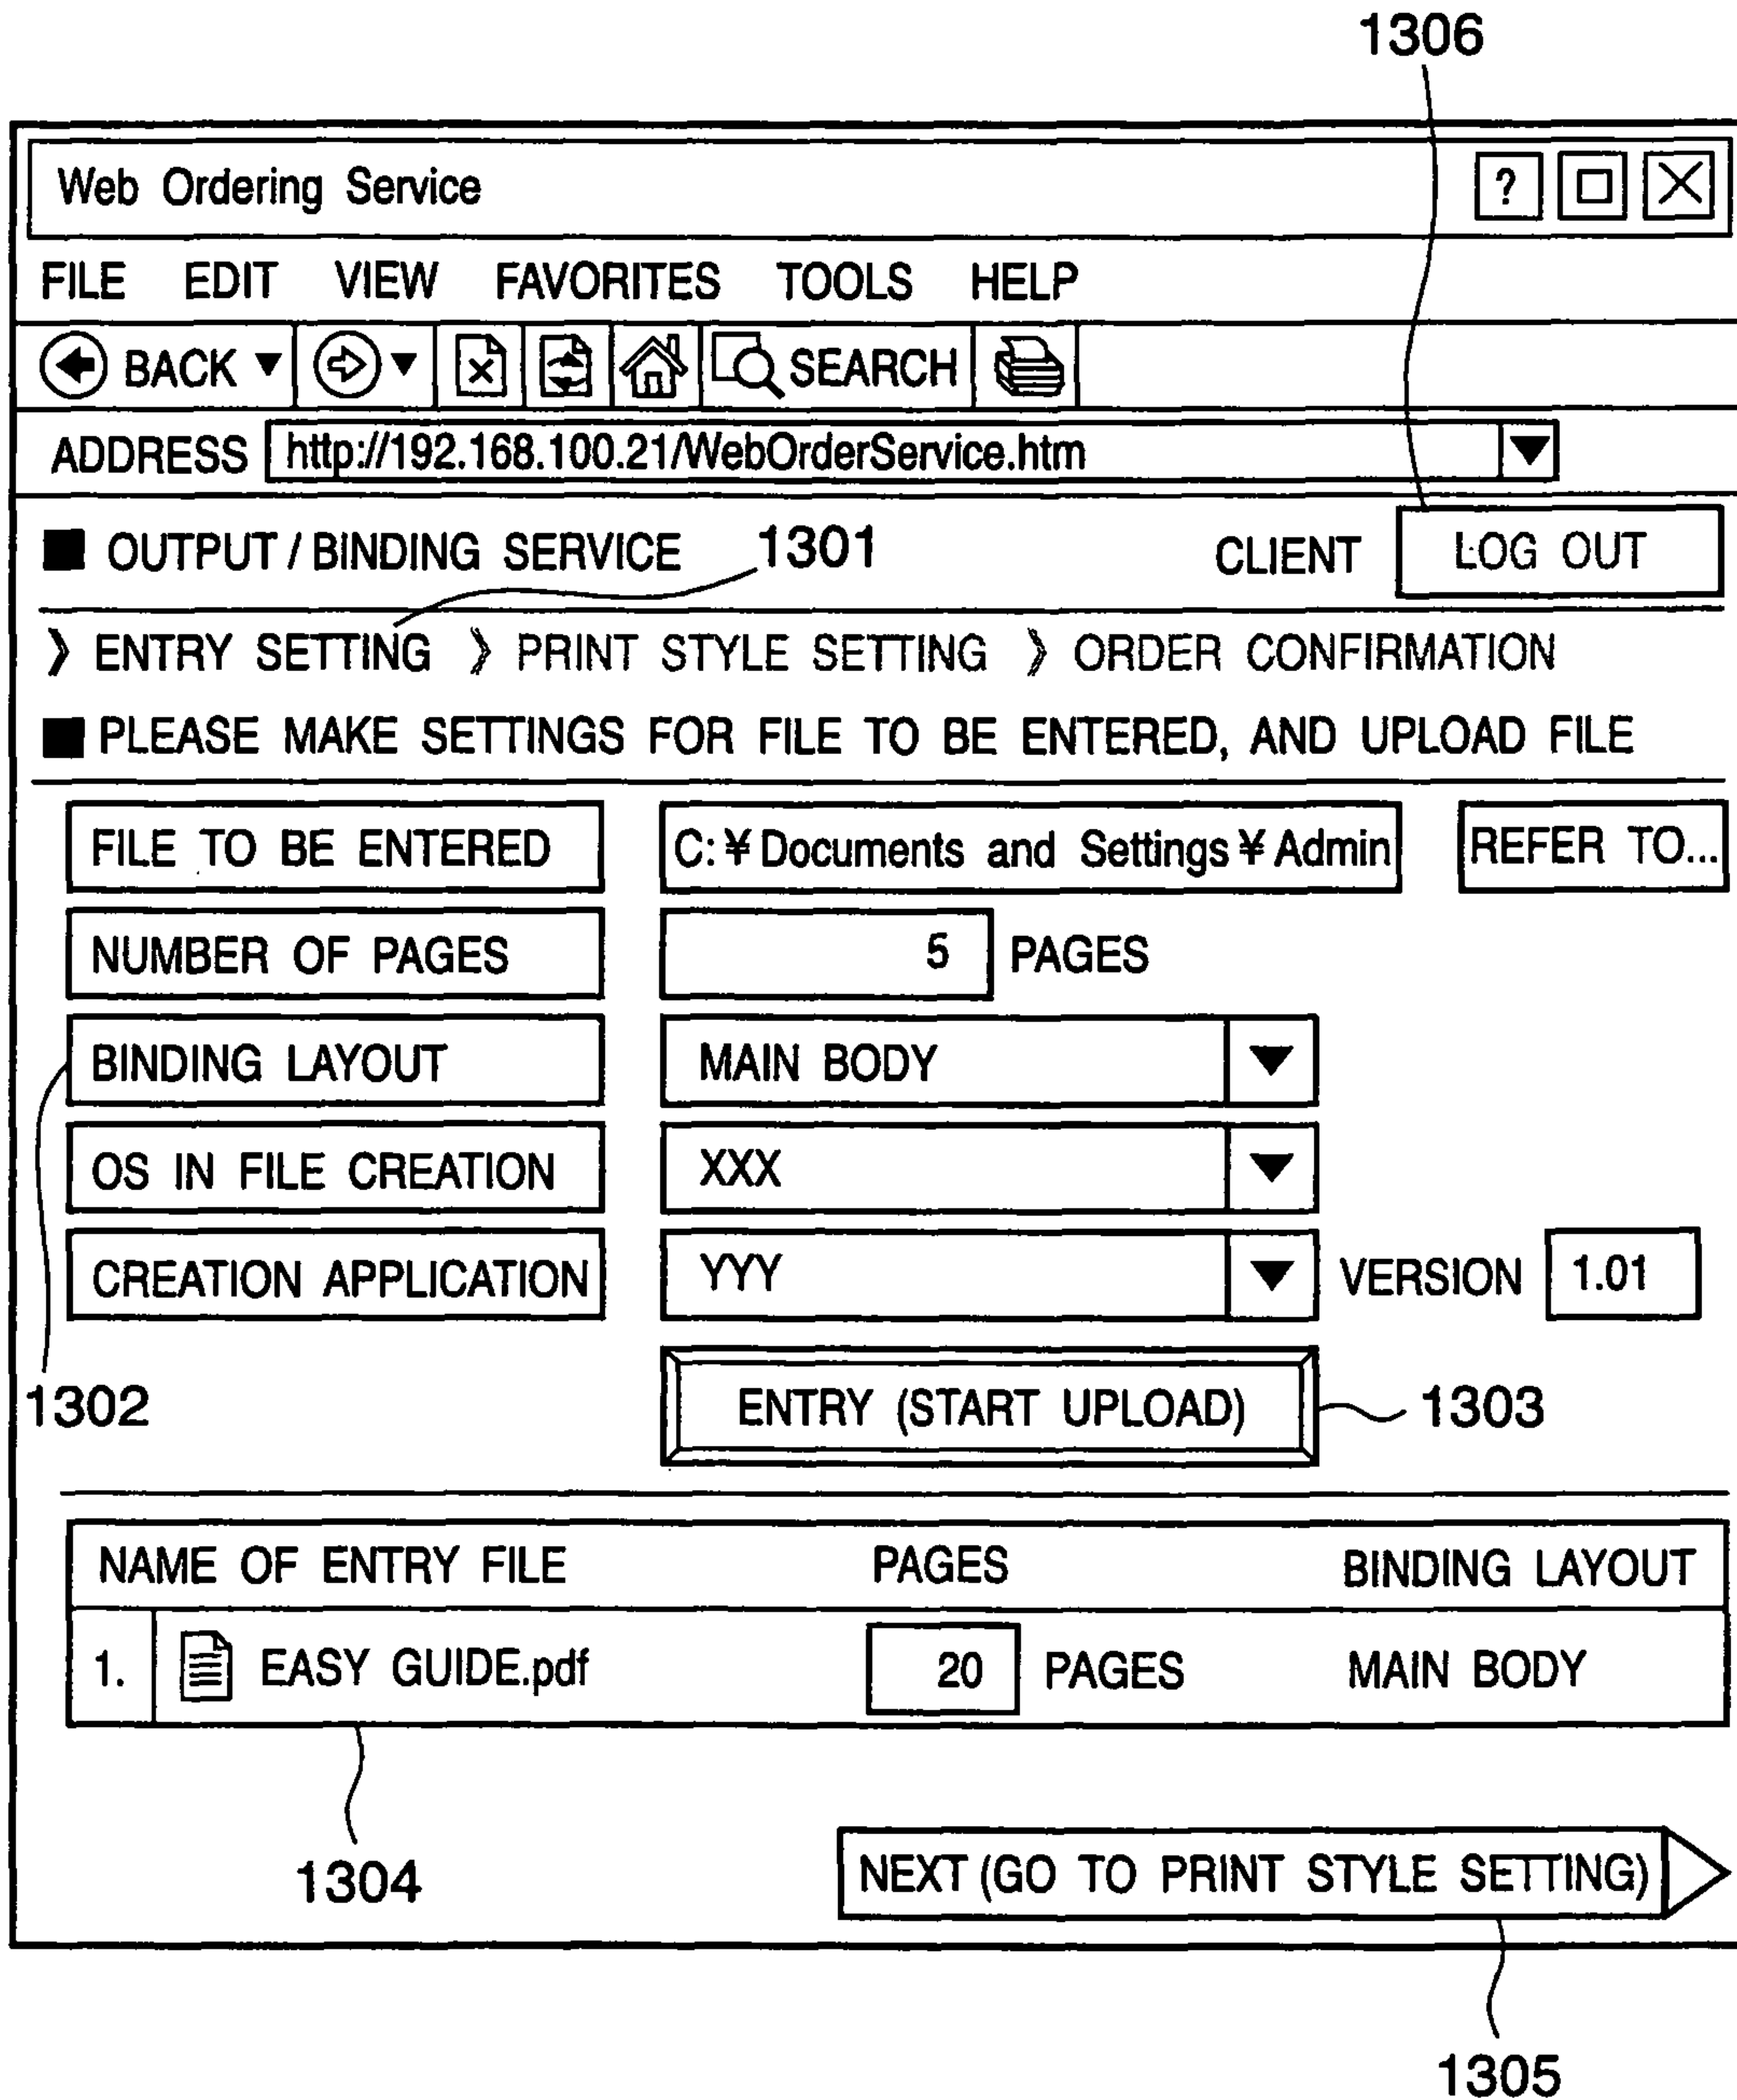 1306
Web Ordering Service ?
FILE EDIT VIEW FAVORITES TOOLS HELP
BACK SEARCH
ADDRESS http://192.168.100.21/WebOrderService.htm
■ OUTPUT / BINDING SERVICE 1301 CLIENT LOG OUT
》 ENTRY SETTING 》 PRINT STYLE SETTING 》 ORDER CONFIRMATION
■ PLEASE MAKE SETTINGS FOR FILE TO BE ENTERED, AND UPLOAD FILE
FILE TO BE ENTERED C:¥Documents and Settings¥Admin REFER TO...
NUMBER OF PAGES 5 PAGES
BINDING LAYOUT MAIN BODY
OS IN FILE CREATION XXX
CREATION APPLICATION YYY VERSION 1.01
1302 ENTRY (START UPLOAD) 1303
NAME OF ENTRY FILE PAGES BINDING LAYOUT
1. EASY GUIDE.pdf 20 PAGES MAIN BODY
1304 NEXT (GO TO PRINT STYLE SETTING)
1305